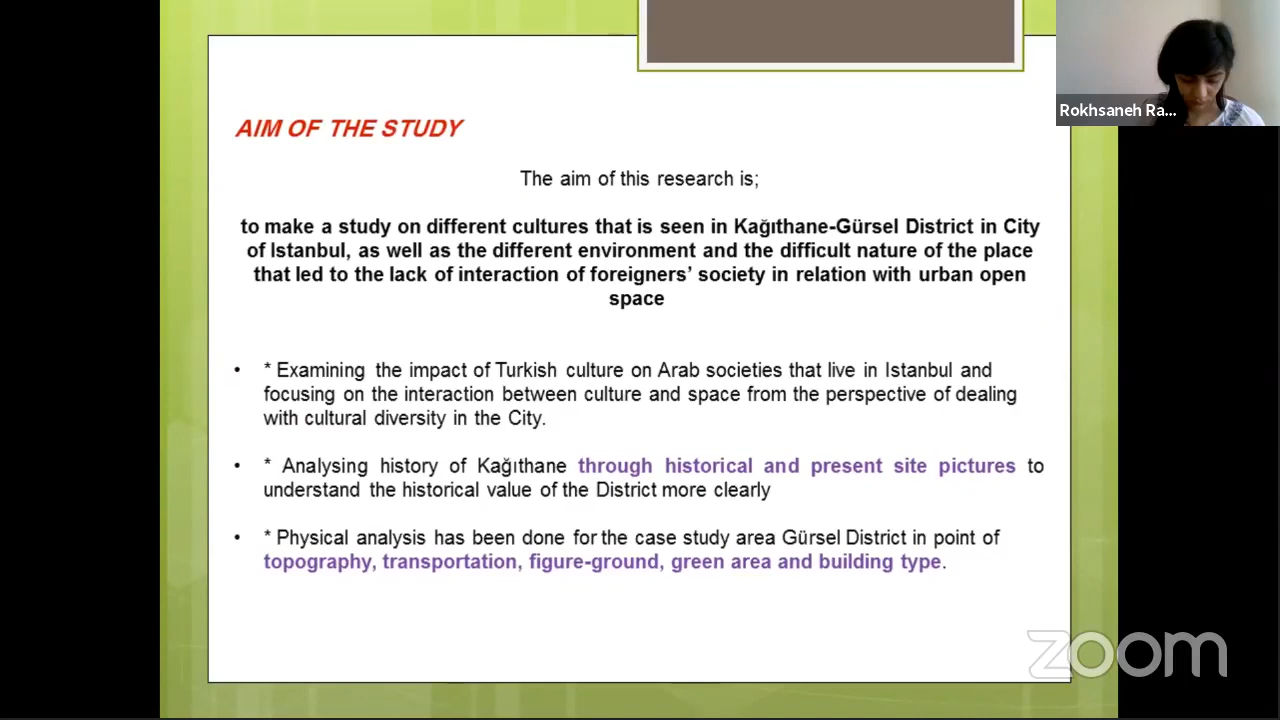 AIM OF THE STUDY
Rokhsaneh Ra...
The aim of this research is;
to make a study on different cultures that is seen in Kağıthane-Gürsel District in City
of Istanbul, as well as the different environment and the difficult nature of the place
that led to the lack of interaction of foreigners’ society in relation with urban open
space
• * Examining the impact of Turkish culture on Arab societies that live in Istanbul and
focusing on the interaction between culture and space from the perspective of dealing
with cultural diversity in the City.
• * Analysing history of Kağıthane through historical and present site pictures to
understand the historical value of the District more clearly
• * Physical analysis has been done for the case study area Gürsel District in point of
topography, transportation, figure-ground, green area and building type.
zoom